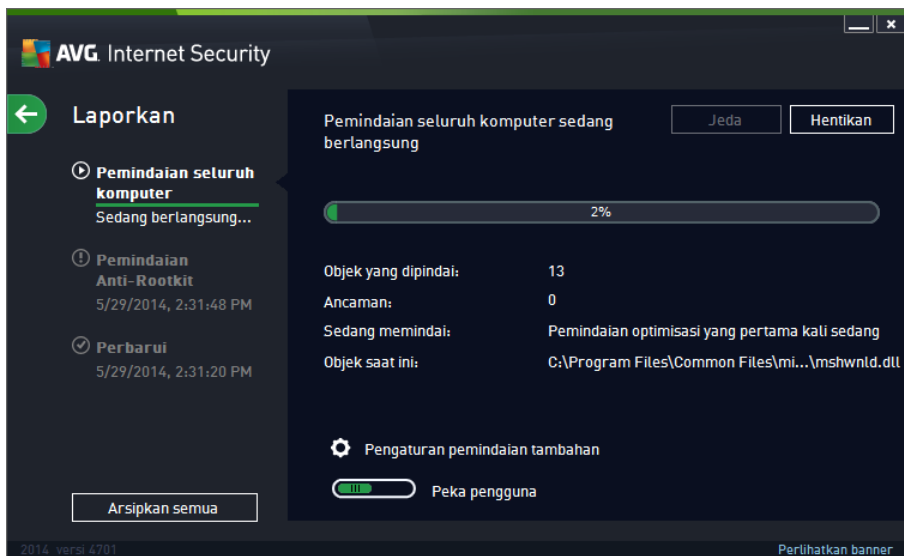 AVG. Internet Security
Laporkan
Pemindaian seluruh
komputer
Sedang berlangsung...
Pemindaian
Anti-Rootkit
5/29/2014, 2:31:48 PM
Perbarui
5/29/2014, 2:31:20 PM
Arsipkan semua
Pemindaian seluruh komputer sedang
berlangsung
Jeda
Hentikan
2%
Objek yang dipindai: 13
Ancaman: 0
Sedang memindai: Pemindaian optimisasi yang pertama kali sedang
Objek saat ini: C:\Program Files\Common Files\mi...\mshwnld.dll
Pengaturan pemindaian tambahan
Peka pengguna
2014 versi 4701
Perlihatkan banner